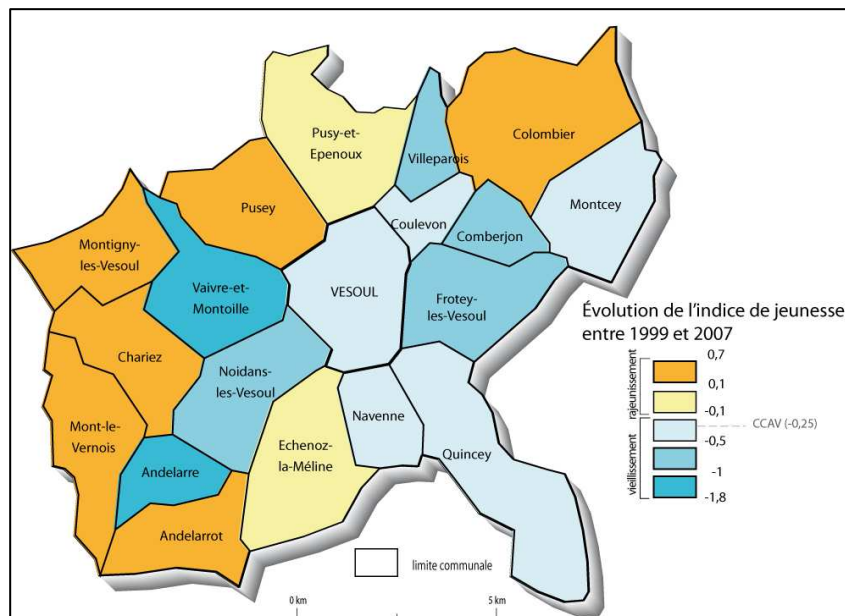 Pusy-et-
Epenoux
Villeparois
Colombier
Pusey
Coulevon
Montcey
Comberjon
Montigny-
les-Vesoul
Vaivre-et-
Montoille
VESOUL
Frotey-
les-Vesoul
Chariez
Noidans-
les-Vesoul
Mont-le-
Vernois
Navenne
Echenoz-
la-Méline
Quincey
Andelarre
Andelarrot
Évolution de l'indice de jeunesse
entre 1999 et 2007
rajeunissement
vieillissement
0,7
0,1
-0,1
CCAV (-0,25)
-0,5
-1
-1,8
limite communale
0 km
5 km